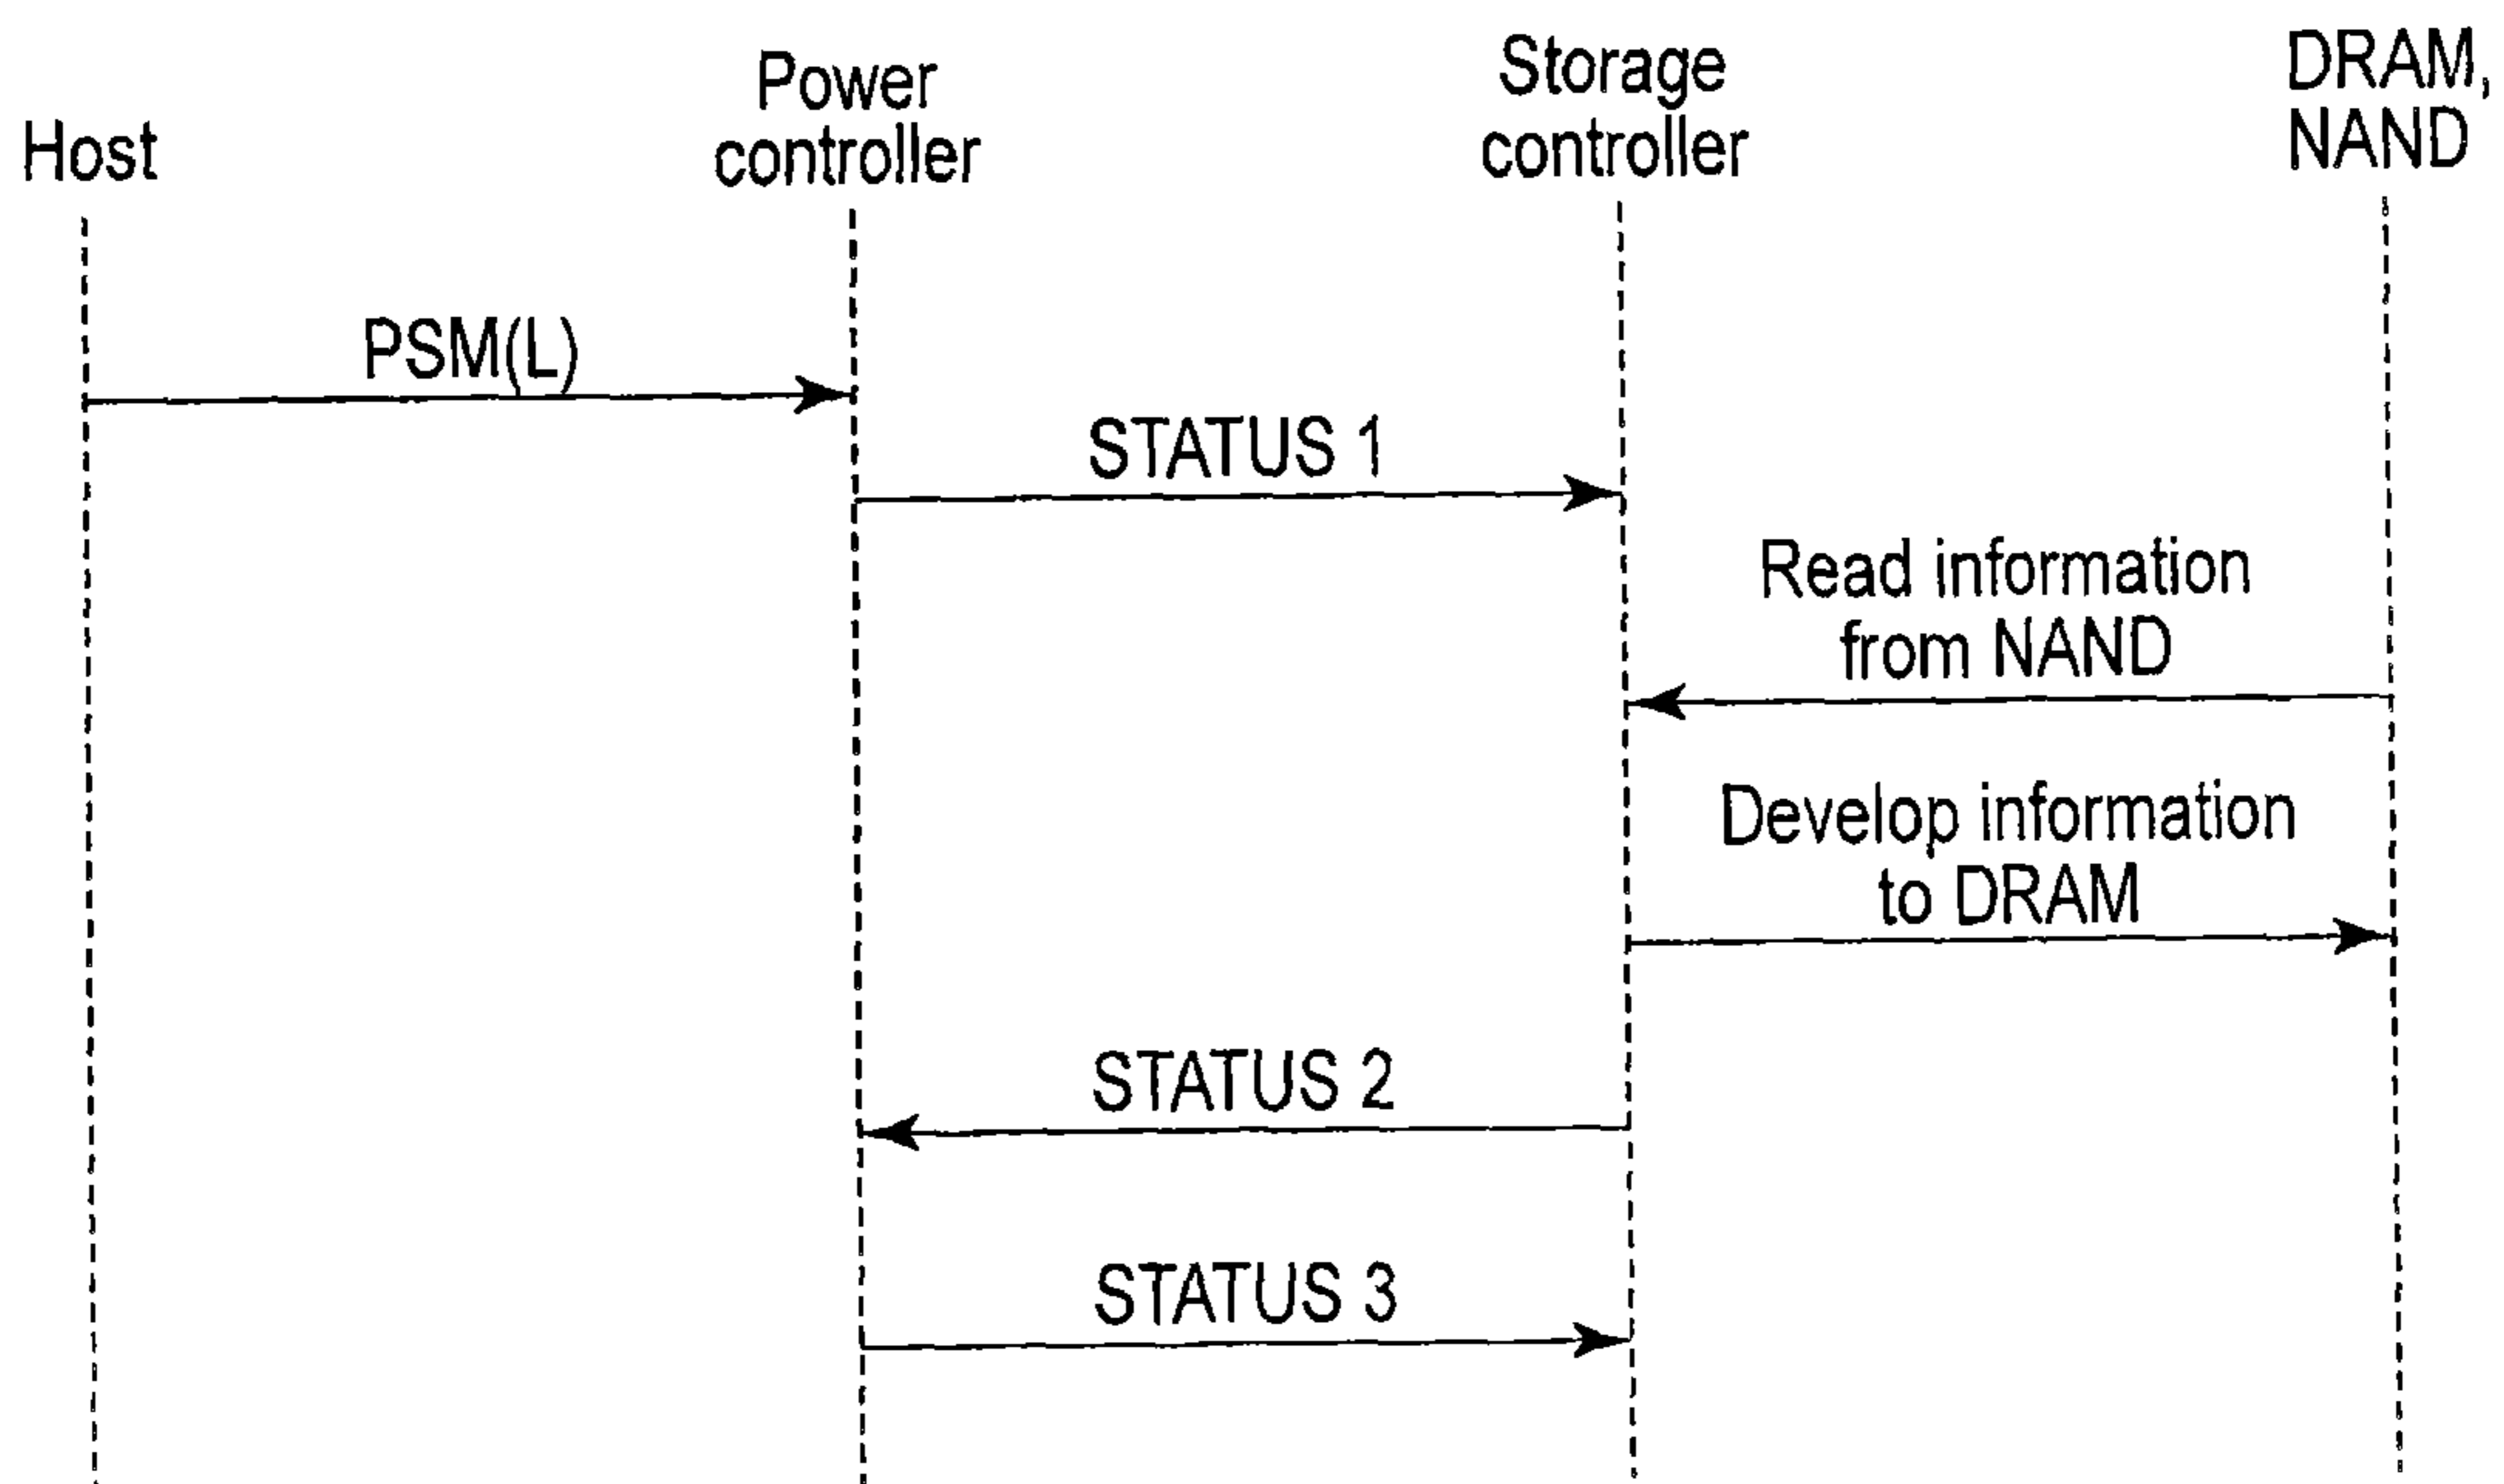 Host
Power
controller
Storage
controller
DRAM,
NAND
PSM(L)
STATUS 1
Read information
from NAND
Develop information
to DRAM
STATUS 2
STATUS 3